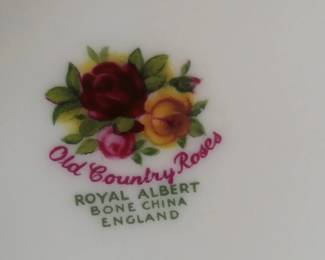 Old Country Roses
ROYAL ALBERT
BONE CHINA
ENGLAND